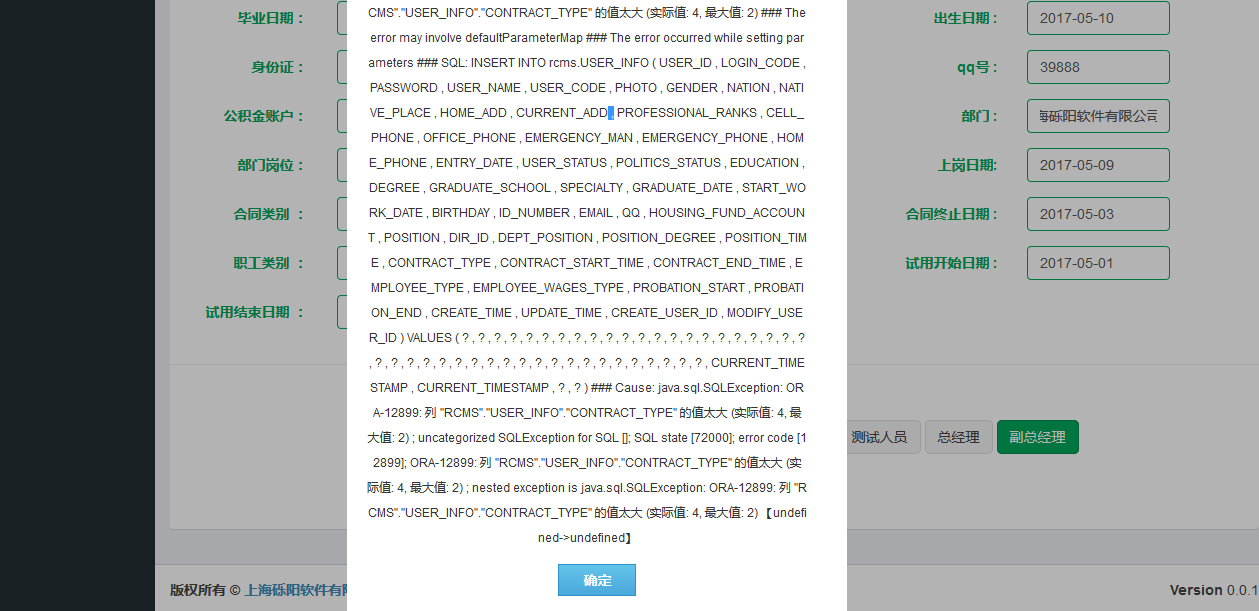 CMS"."USER_INFO"."CONTRACT_TYPE" 的值太大 (实际值: 4, 最大值: 2) ### The
error may involve defaultParameterMap ### The error occurred while setting par
ameters ### SQL: INSERT INTO rcms.USER_INFO ( USER_ID , LOGIN_CODE ,
PASSWORD , USER_NAME , USER_CODE , PHOTO , GENDER , NATION , NATI
VE_PLACE , HOME_ADD , CURRENT_ADD , PROFESSIONAL_RANKS , CELL_
PHONE , OFFICE_PHONE , EMERGENCY_MAN , EMERGENCY_PHONE , HOM
E_PHONE , ENTRY_DATE , USER_STATUS , POLITICS_STATUS , EDUCATION ,
DEGREE , GRADUATE_SCHOOL , SPECIALTY , GRADUATE_DATE , START_WO
RK_DATE , BIRTHDAY , ID_NUMBER , EMAIL , QQ , HOUSING_FUND_ACCOUN
T , POSITION , DIR_ID , DEPT_POSITION , POSITION_DEGREE , POSITION_TIM
E , CONTRACT_TYPE , CONTRACT_START_TIME , CONTRACT_END_TIME , E
MPLOYEE_TYPE , EMPLOYEE_WAGES_TYPE , PROBATION_START , PROBATI
ON_END , CREATE_TIME , UPDATE_TIME , CREATE_USER_ID , MODIFY_USE
R_ID ) VALUES ( ? , ? , ? , ? , ? , ? , ? , ? , ? , ? , ? , ? , ? , ? , ? , ? , ? , ? , ? , ? , ? , ?
, ? , ? , ? , ? , ? , ? , ? , ? , ? , ? , ? , ? , ? , ? , ? , ? , ? , ? , ? , ? , ? , CURRENT_TIME
STAMP , CURRENT_TIMESTAMP , ? , ? ) ### Cause: java.sql.SQLException: OR
A-12899: 列 "RCMS"."USER_INFO"."CONTRACT_TYPE" 的值太大 (实际值: 4, 最
大值: 2) ; uncategorized SQLException for SQL []; SQL state [72000]; error code [1
2899]; ORA-12899: 列 "RCMS"."USER_INFO"."CONTRACT_TYPE" 的值太大 (实
际值: 4, 最大值: 2) ; nested exception is java.sql.SQLException: ORA-12899: 列 "R
CMS"."USER_INFO"."CONTRACT_TYPE" 的值太大 (实际值: 4, 最大值: 2) 【undefi
ned->undefined】
确定
毕业日期：
身份证：
公积金账户：
部门岗位：
合同类别 ：
职工类别 ：
试用结束日期 ：
出生日期： 2017-05-10
qq号： 39888
部门： 海砾阳软件有限公司
上岗日期: 2017-05-09
合同终止日期： 2017-05-03
试用开始日期： 2017-05-01
测试人员 总经理 副总经理
版权所有 © 上海砾阳软件有限
Version 0.0.1